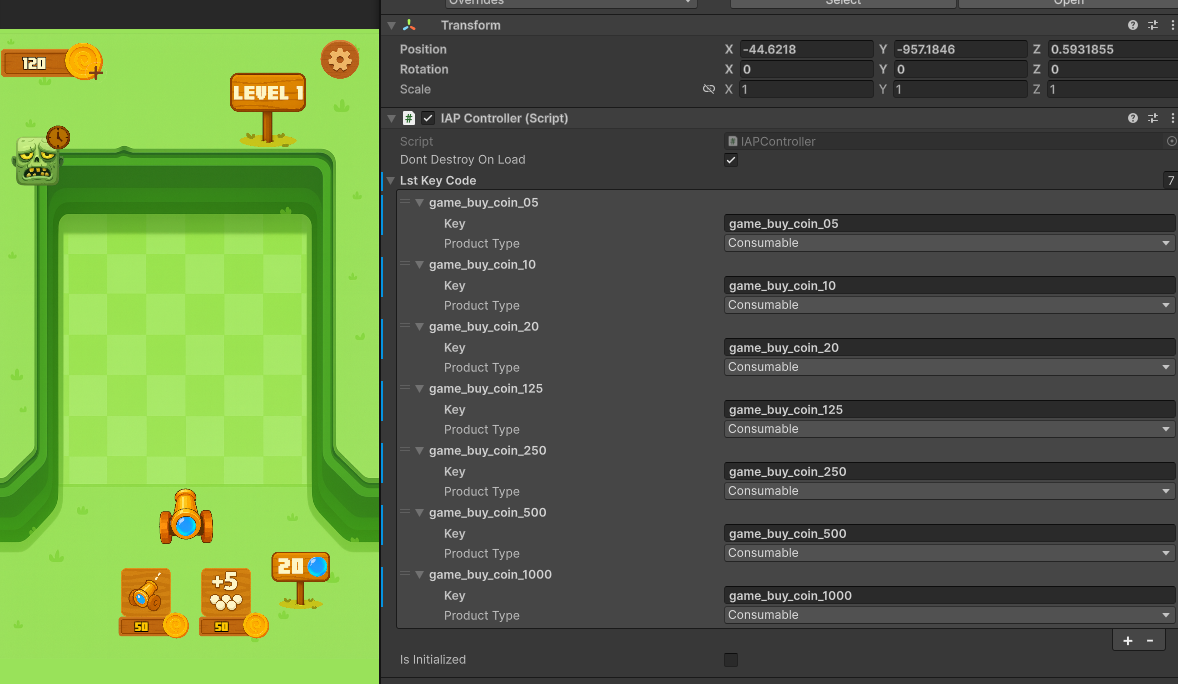 Overrides
Select
Open
Transform
Position X -44.6218 Y -957.1846 Z 0.5931855
Rotation X 0 Y 0 Z 0
Scale X 1 Y 1 Z 1
IAP Controller (Script)
Script IAPController
Dont Destroy On Load
Lst Key Code 7
game_buy_coin_05
Key game_buy_coin_05
Product Type Consumable
game_buy_coin_10
Key game_buy_coin_10
Product Type Consumable
game_buy_coin_20
Key game_buy_coin_20
Product Type Consumable
game_buy_coin_125
Key game_buy_coin_125
Product Type Consumable
game_buy_coin_250
Key game_buy_coin_250
Product Type Consumable
game_buy_coin_500
Key game_buy_coin_500
Product Type Consumable
game_buy_coin_1000
Key game_buy_coin_1000
Product Type Consumable
+ -
Is Initialized
120
LEVEL 1
20
+5
50
50